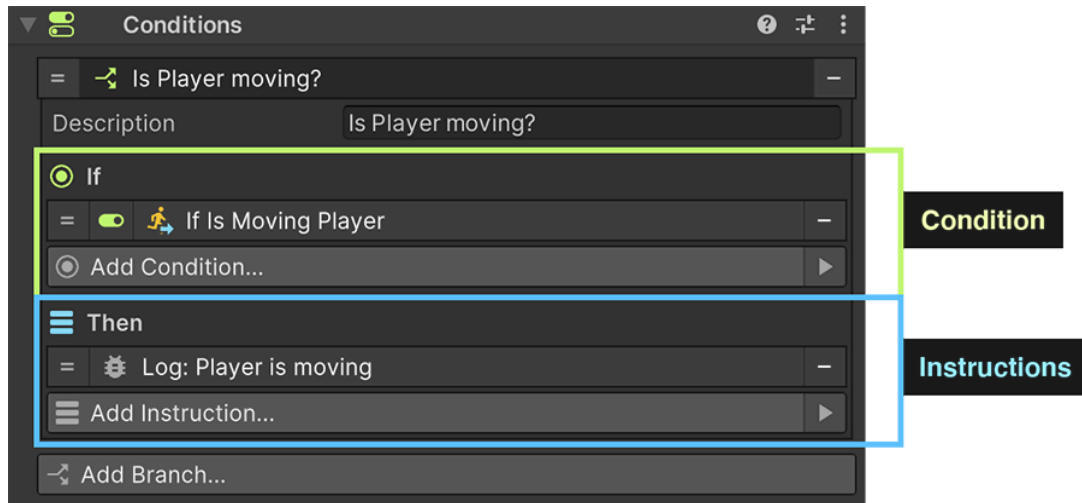 Conditions
Is Player moving?
Description Is Player moving?
If
If Is Moving Player
Condition
Add Condition...
Then
Log: Player is moving
Instructions
Add Instruction...
Add Branch...